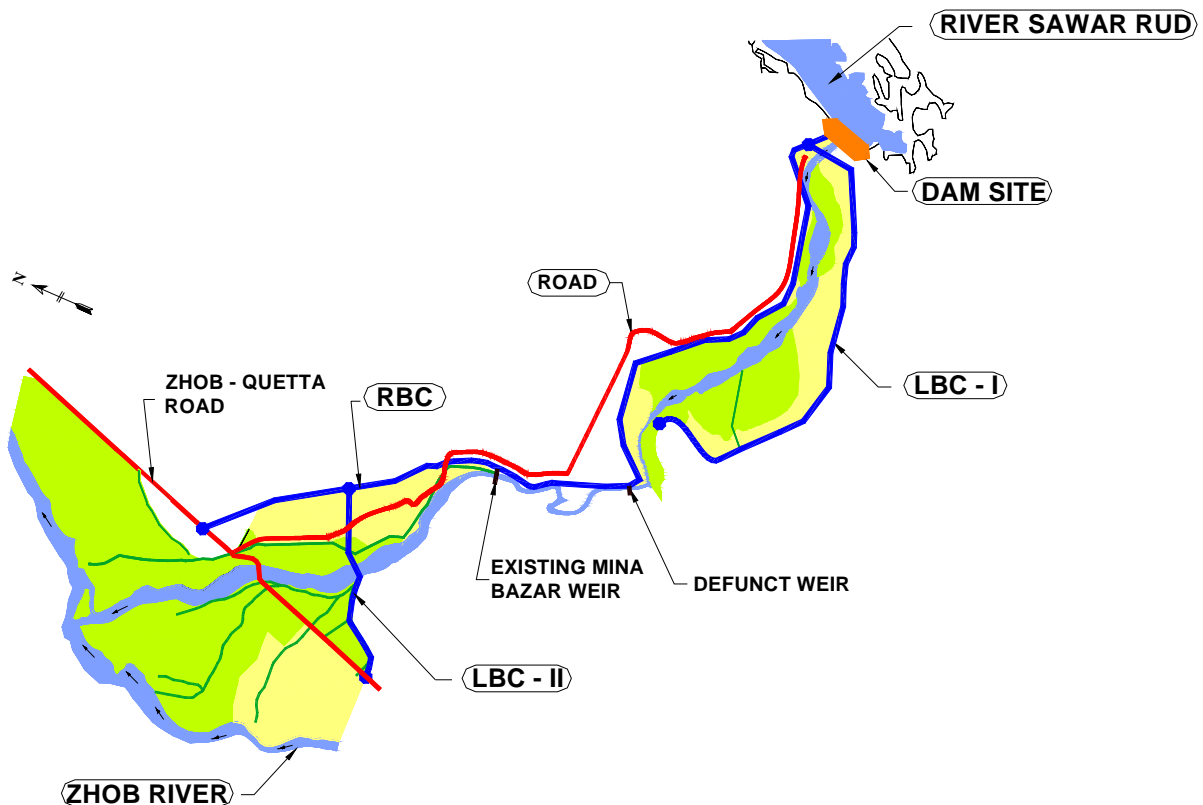 RIVER SAWAR RUD
DAM SITE
ROAD
N
ZHOB - QUETTA
ROAD
RBC
LBC - I
EXISTING MINA
BAZAR WEIR
DEFUNCT WEIR
LBC - II
ZHOB RIVER